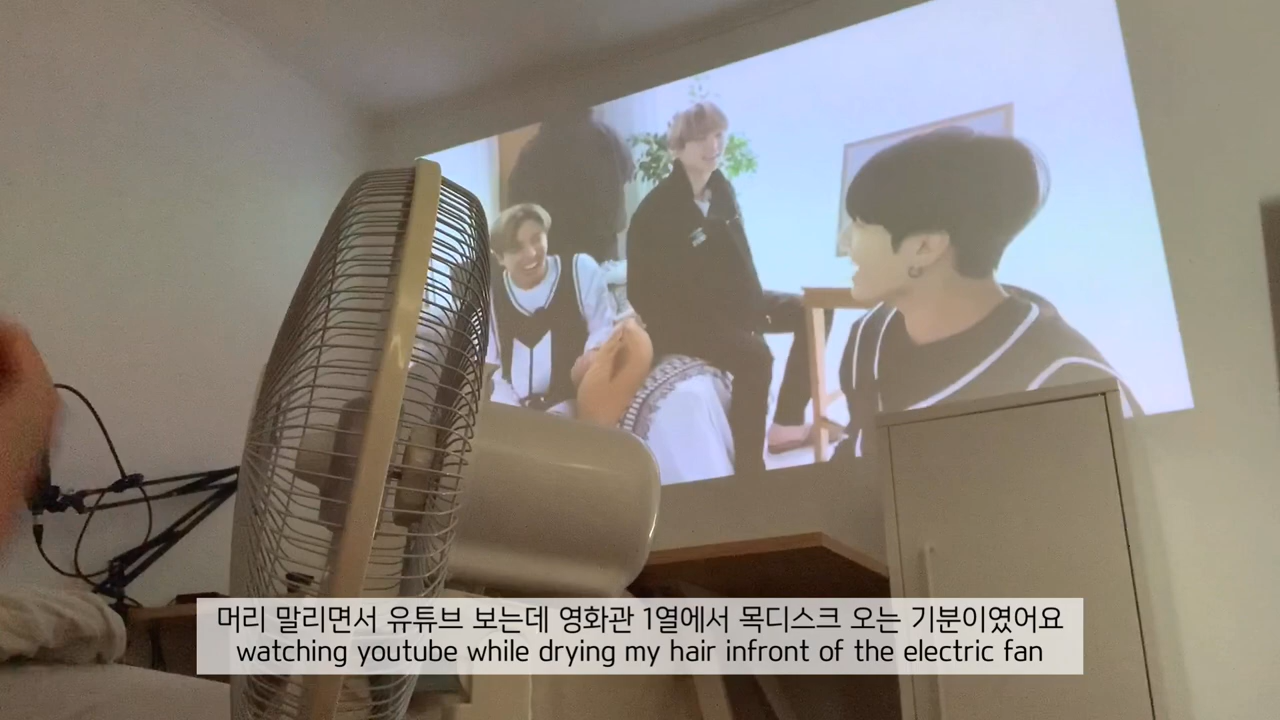 머리 말리면서 유튜브 보는데 영화관 1열에서 목디스크 오는 기분이였어요
watching youtube while drying my hair infront of the electric fan